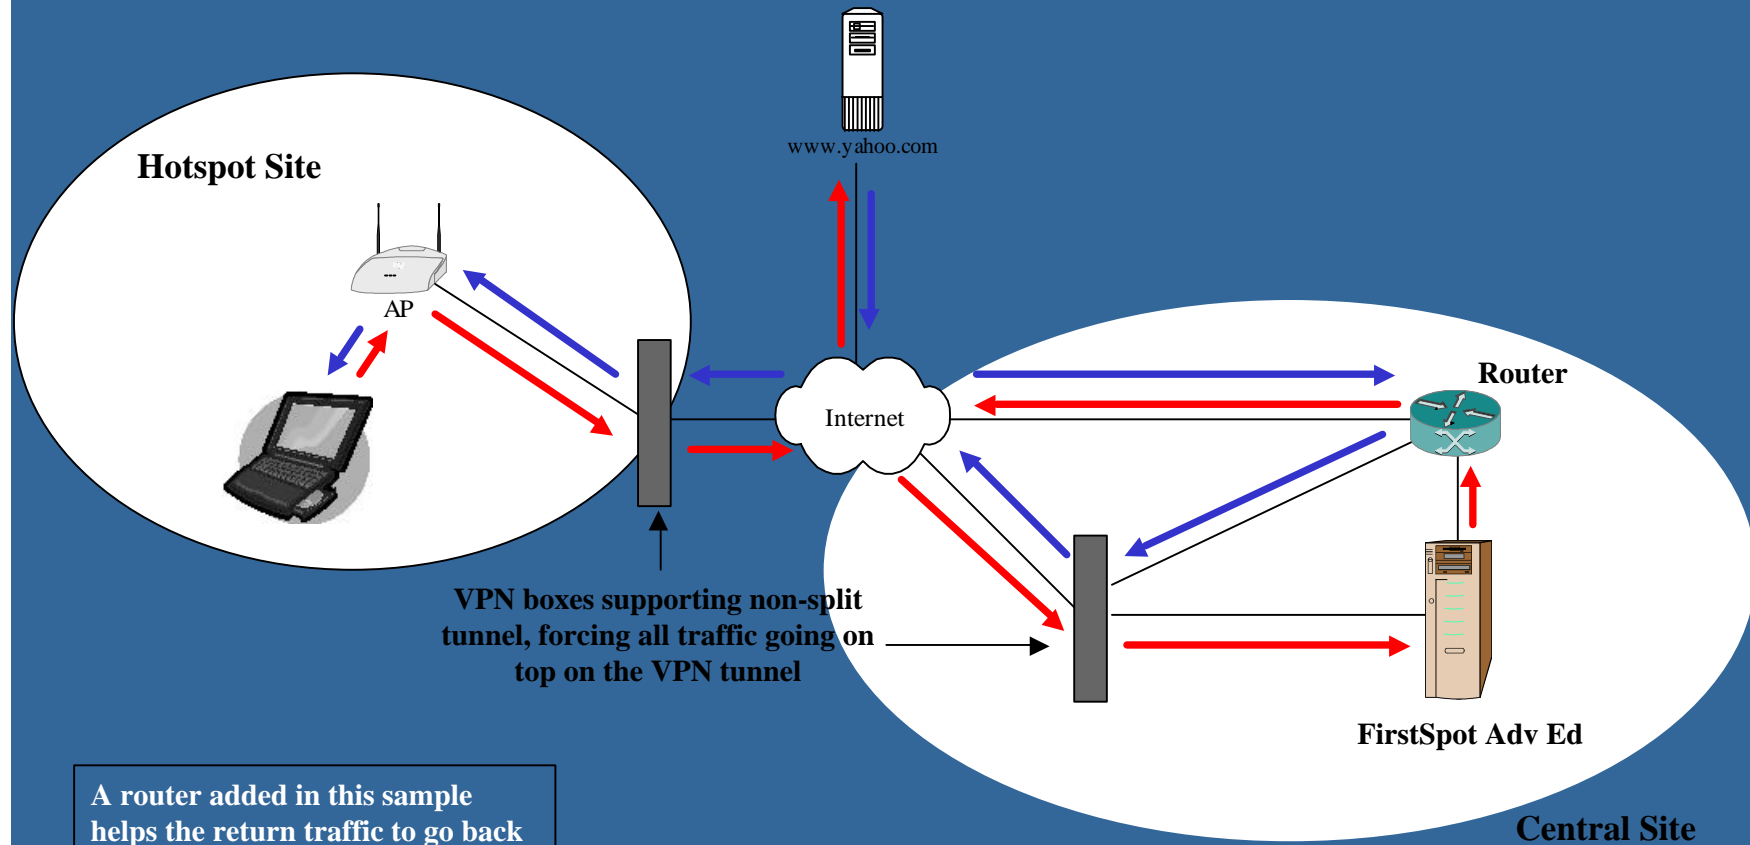 www.yahoo.com
Hotspot Site
AP
Router
Internet
VPN boxes supporting non-split
tunnel, forcing all traffic going on
top on the VPN tunnel
FirstSpot Adv Ed
A router added in this sample
helps the return traffic to go back
Central Site